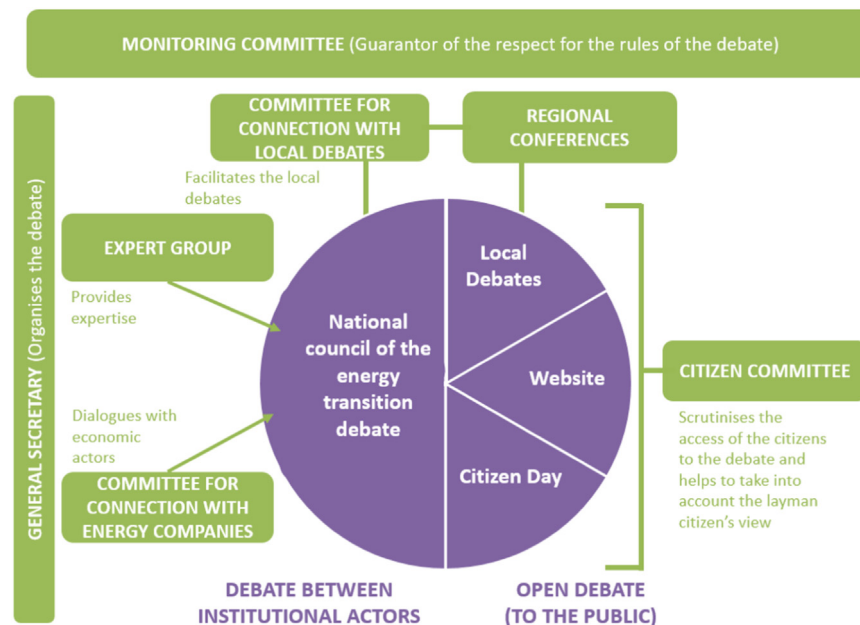 MONITORING COMMITTEE (Guarantor of the respect for the rules of the debate)
GENERAL SECRETARY (Organises the debate)
COMMITTEE FOR
CONNECTION WITH
LOCAL DEBATES
REGIONAL
CONFERENCES
Facilitates the local
debates
EXPERT GROUP
Provides
expertise
Local
Debates
National
council of the
energy
transition
debate
Website
CITIZEN COMMITTEE
Scrutinises the
access of the citizens
to the debate and
helps to take into
account the layman
citizen's view
Dialogues with
economic
actors
COMMITTEE FOR
CONNECTION WITH
ENERGY COMPANIES
Citizen Day
DEBATE BETWEEN
INSTITUTIONAL ACTORS
OPEN DEBATE
(TO THE PUBLIC)